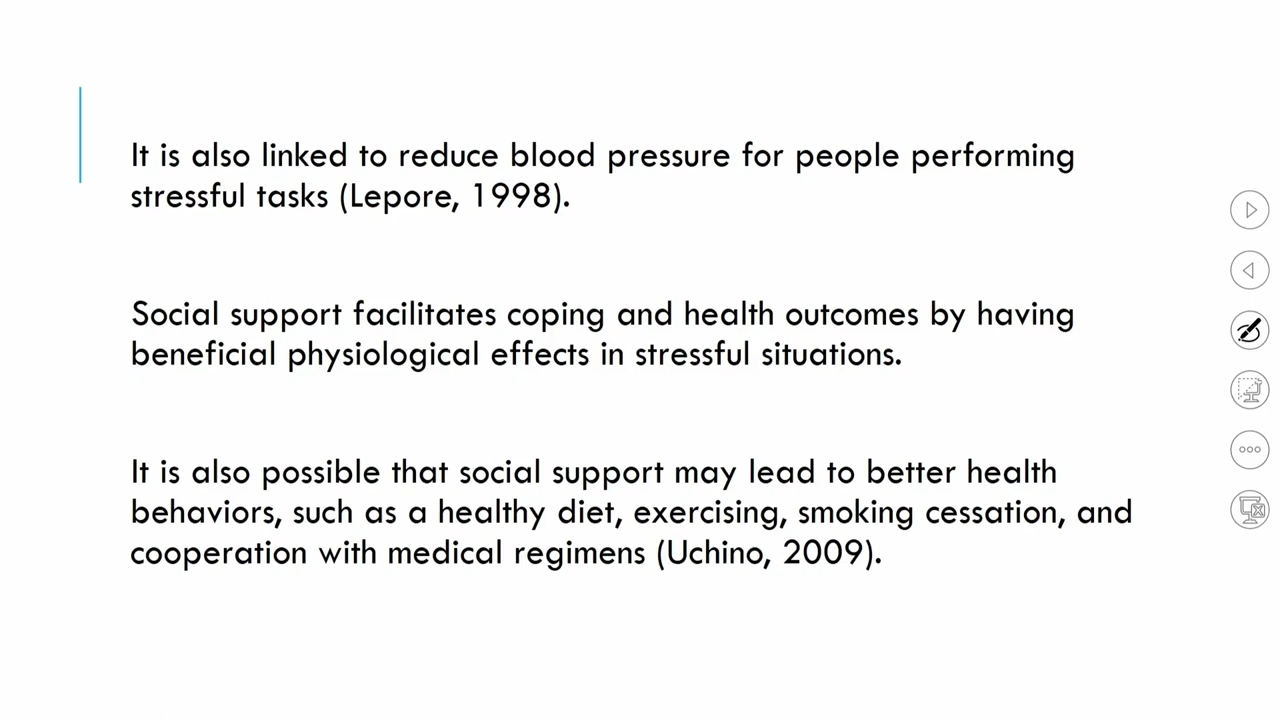 It is also linked to reduce blood pressure for people performing
stressful tasks (Lepore, 1998).
Social support facilitates coping and health outcomes by having
beneficial physiological effects in stressful situations.
It is also possible that social support may lead to better health
behaviors, such as a healthy diet, exercising, smoking cessation, and
cooperation with medical regimens (Uchino, 2009).